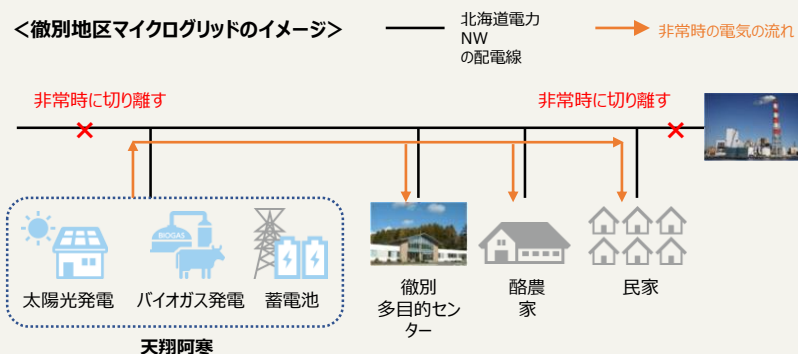 ＜徹別地区マイクログリッドのイメージ＞
北海道電力
NW
の配電線
非常時の電気の流れ
非常時に切り離す
非常時に切り離す
BIOGAS
太陽光発電
バイオガス発電
蓄電池
徹別
多目的セン
ター
酪農
家
民家
天翔阿寒